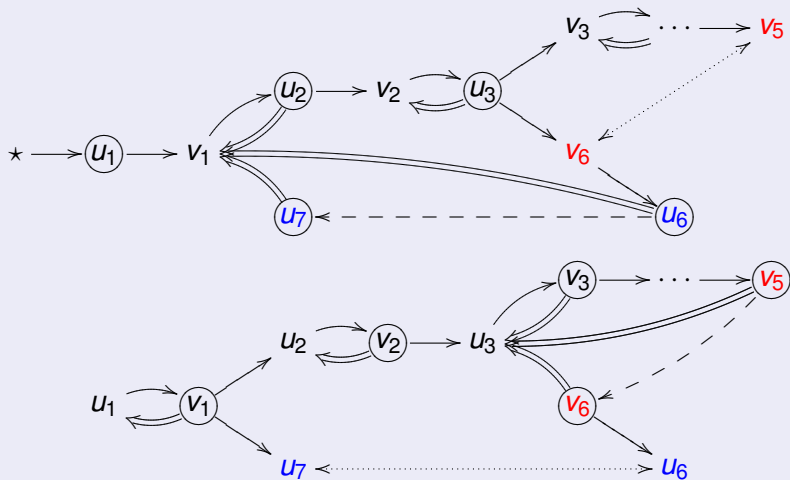 v₃ ⋯ v₅
u₂ v₂ u₃
⋆ u₁ v₁ v₆
u₇ u₆
v₃ ⋯ v₅
u₂ v₂ u₃
u₁ v₁ v₆
u₇ u₆